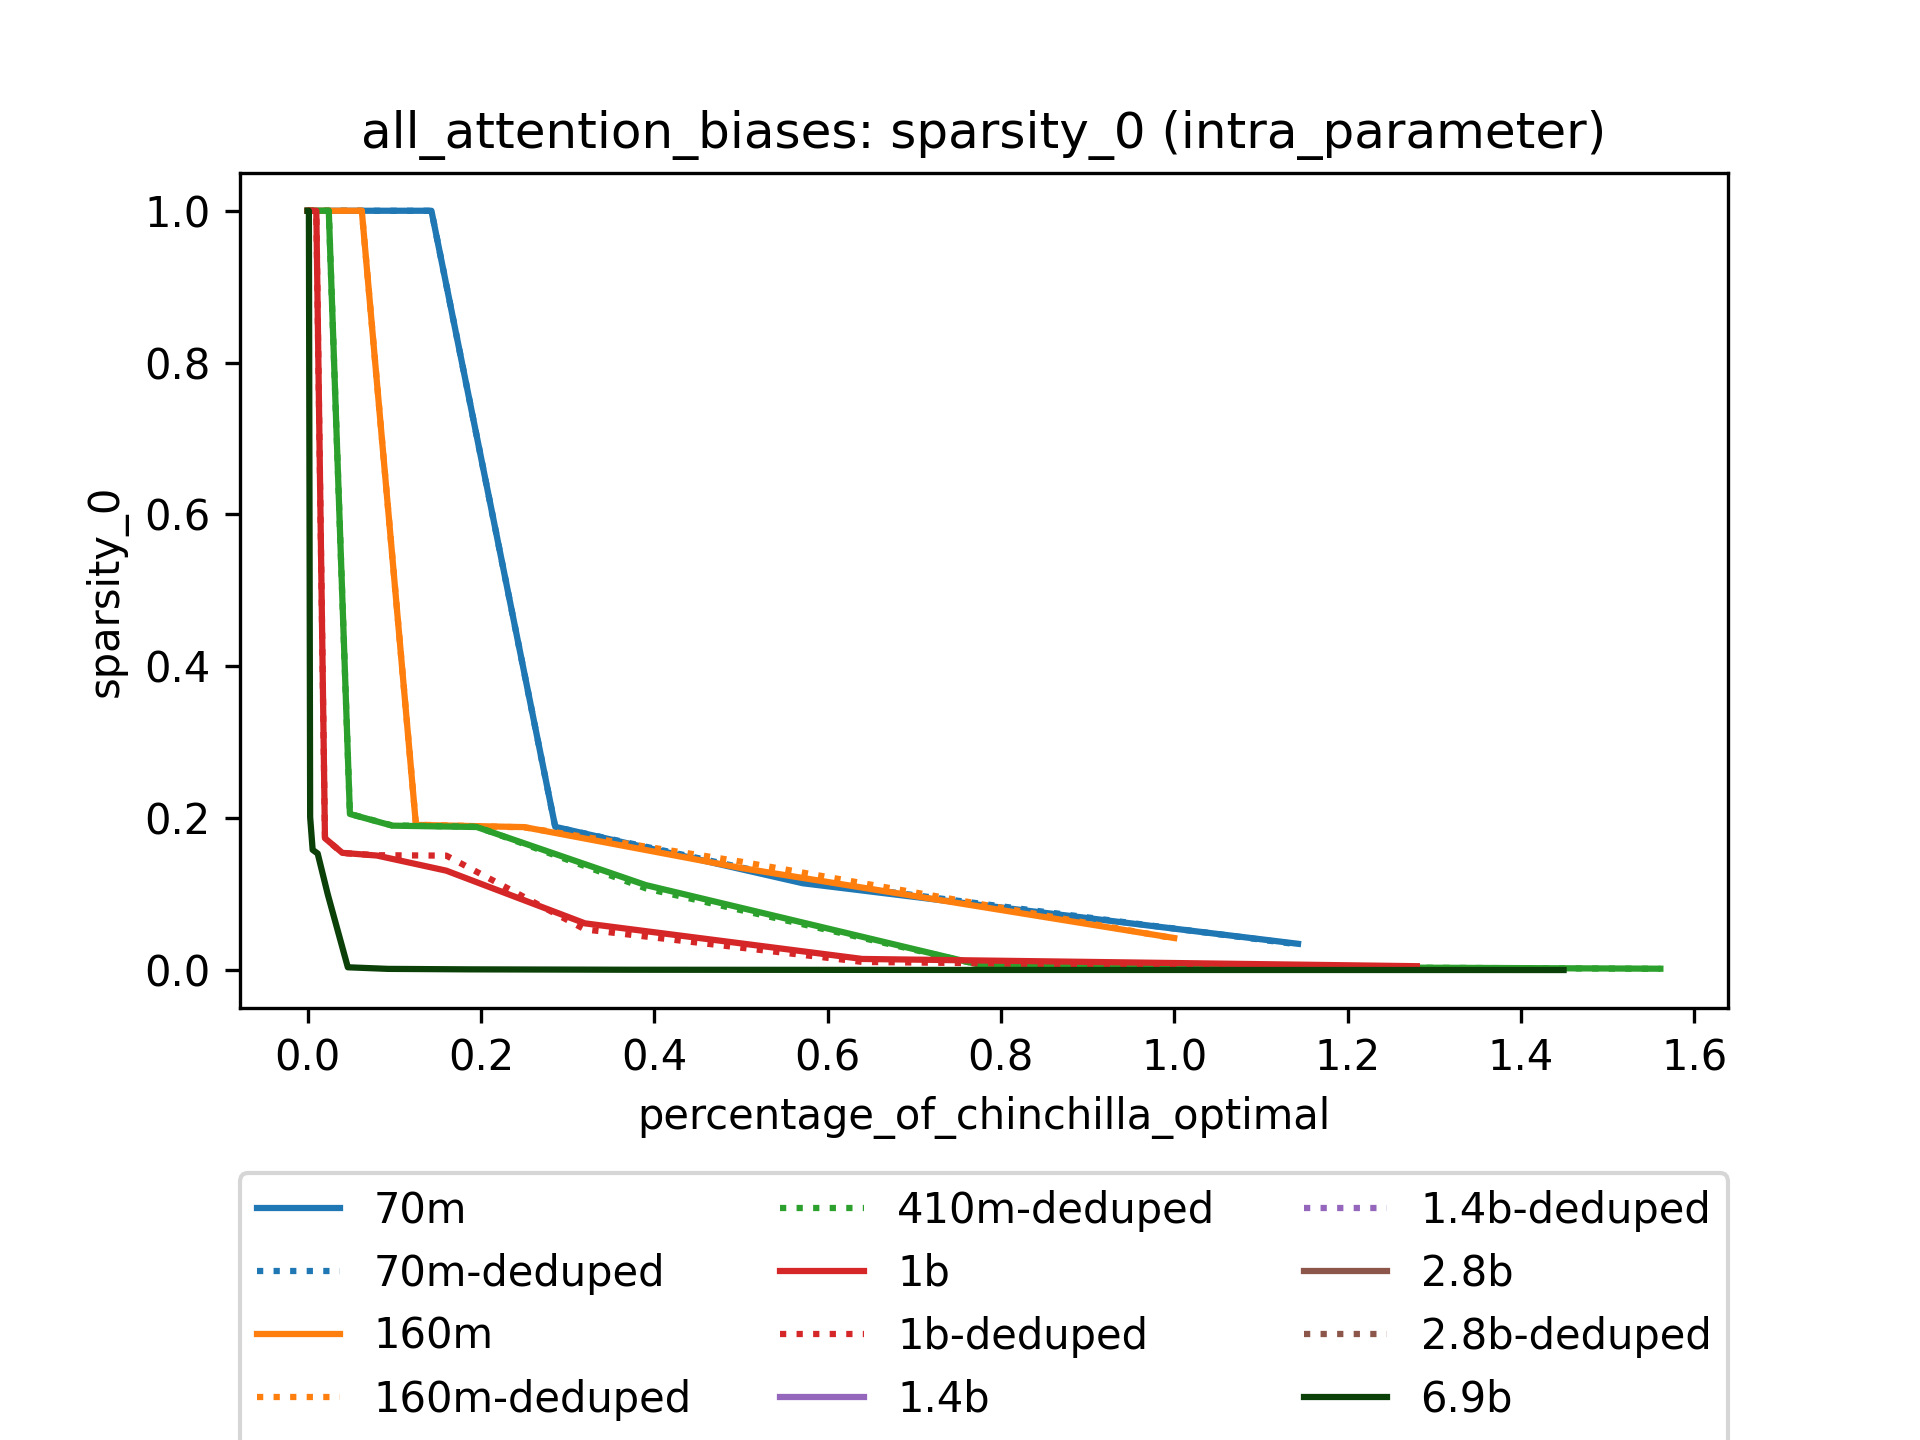 all_attention_biases: sparsity_0 (intra_parameter)
1.0
0.8
0.6
0.4
0.2
0.0
sparsity_0
0.0 0.2 0.4 0.6 0.8 1.0 1.2 1.4 1.6
percentage_of_chinchilla_optimal
70m
70m-deduped
160m
160m-deduped
410m-deduped
1b
1b-deduped
1.4b
1.4b-deduped
2.8b
2.8b-deduped
6.9b